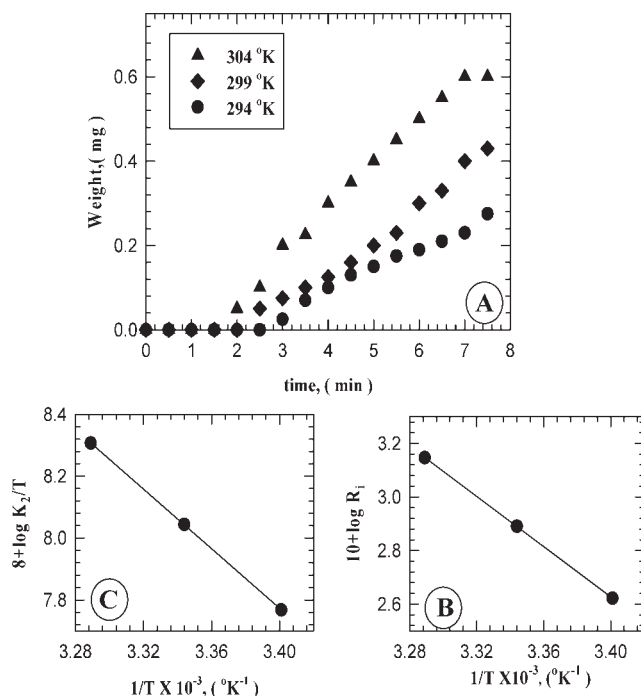 304 °K
299 °K
294 °K
Weight,( mg )
0.6
0.4
0.2
0.0
A
0 1 2 3 4 5 6 7 8
time, ( min )
8.4
8.2
8.0
7.8
8+log K₂/T
C
3.28 3.32 3.36 3.40
1/T X 10⁻³, (°K⁻¹)
3.2
3.0
2.8
2.6
10+log Rᵢ
B
3.28 3.32 3.36 3.40
1/T X10⁻³, (°K⁻¹)